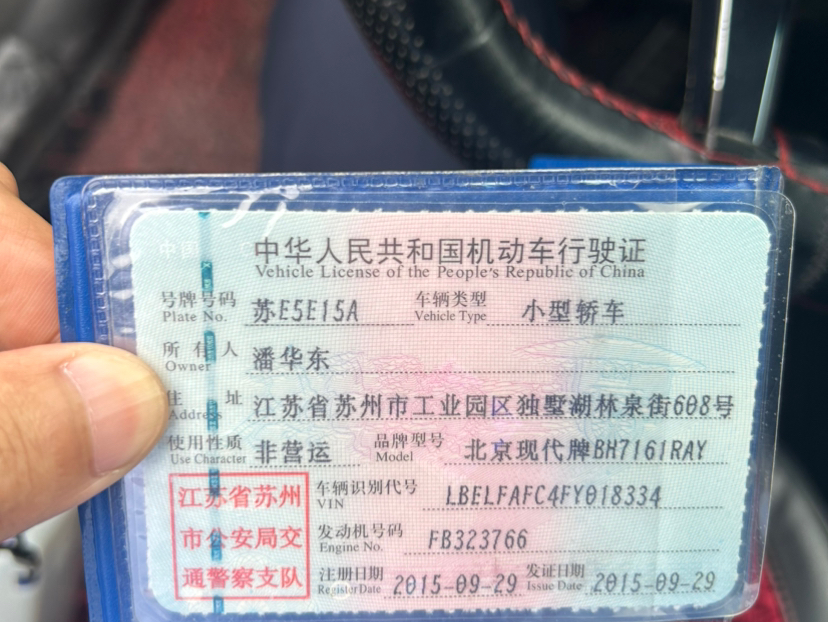 中华人民共和国机动车行驶证
Vehicle License of the People's Republic of China
号牌号码 Plate No. 苏E5E15A 车辆类型 Vehicle Type 小型轿车
所有人 Owner 潘华东
住址 Address 江苏省苏州市工业园区独墅湖林泉街608号
使用性质 Use Character 非营运 品牌型号 Model 北京现代牌BH7161RAY
江苏省苏州 车辆识别代号 VIN LBELFAFC4FY018334
市公安局交 发动机号码 Engine No. FB323766
通警察支队 注册日期 Register Date 2015-09-29 发证日期 Issue Date 2015-09-29